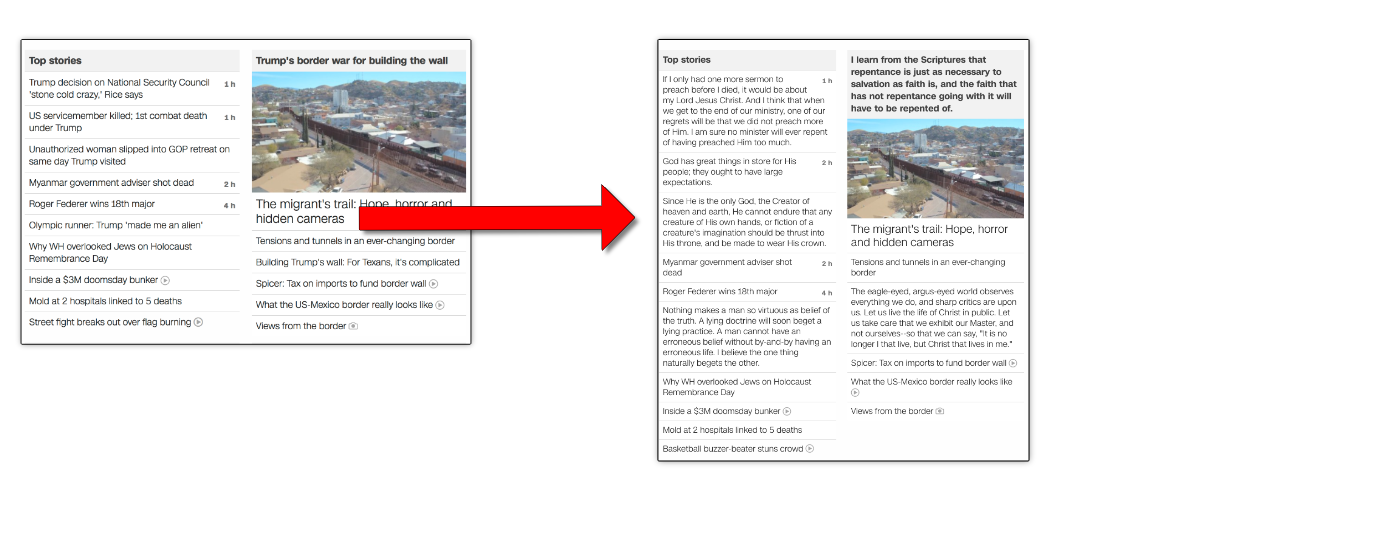 Top stories
Trump decision on National Security Council
'stone cold crazy,' Rice says
1 h
US servicemember killed; 1st combat death
under Trump
1 h
Unauthorized woman slipped into GOP retreat on
same day Trump visited
Myanmar government adviser shot dead
2 h
Roger Federer wins 18th major
4 h
Olympic runner: Trump 'made me an alien'
Why WH overlooked Jews on Holocaust
Remembrance Day
Inside a $3M doomsday bunker
Mold at 2 hospitals linked to 5 deaths
Street fight breaks out over flag burning
Trump's border war for building the wall
The migrant's trail: Hope, horror and
hidden cameras
Tensions and tunnels in an ever-changing border
Building Trump's wall: For Texans, it's complicated
Spicer: Tax on imports to fund border wall
What the US-Mexico border really looks like
Views from the border
Top stories
If I only had one more sermon to
preach before I died, it would be about
my Lord Jesus Christ. And I think that when
we get to the end of our ministry, one of our
regrets will be that we did not preach more
of Him. I am sure no minister will ever repent
of having preached Him too much.
1 h
God has great things in store for His
people; they ought to have large
expectations.
2 h
Since He is the only God, the Creator of
heaven and earth, He cannot endure that any
creature of His own hands, or fiction of a
creature's imagination should be thrust into
His throne, and be made to wear His crown.
Myanmar government adviser shot
dead
2 h
Roger Federer wins 18th major
4 h
Nothing makes a man so virtuous as belief of
the truth. A lying doctrine will soon beget a
lying practice. A man cannot have an
erroneous belief without by-and-by having an
erroneous life. I believe the one thing
naturally begets the other.
Why WH overlooked Jews on Holocaust
Remembrance Day
Inside a $3M doomsday bunker
Mold at 2 hospitals linked to 5 deaths
Basketball buzzer-beater stuns crowd
I learn from the Scriptures that
repentance is just as necessary to
salvation as faith is, and the faith that
has not repentance going with it will
have to be repented of.
The migrant's trail: Hope, horror
and hidden cameras
Tensions and tunnels in an ever-changing
border
The eagle-eyed, argus-eyed world observes
everything we do, and sharp critics are upon
us. Let us live the life of Christ in public. Let
us take care that we exhibit our Master, and
not ourselves--so that we can say, "It is no
longer I that live, but Christ that lives in me."
Spicer: Tax on imports to fund border wall
What the US-Mexico border really looks like
Views from the border